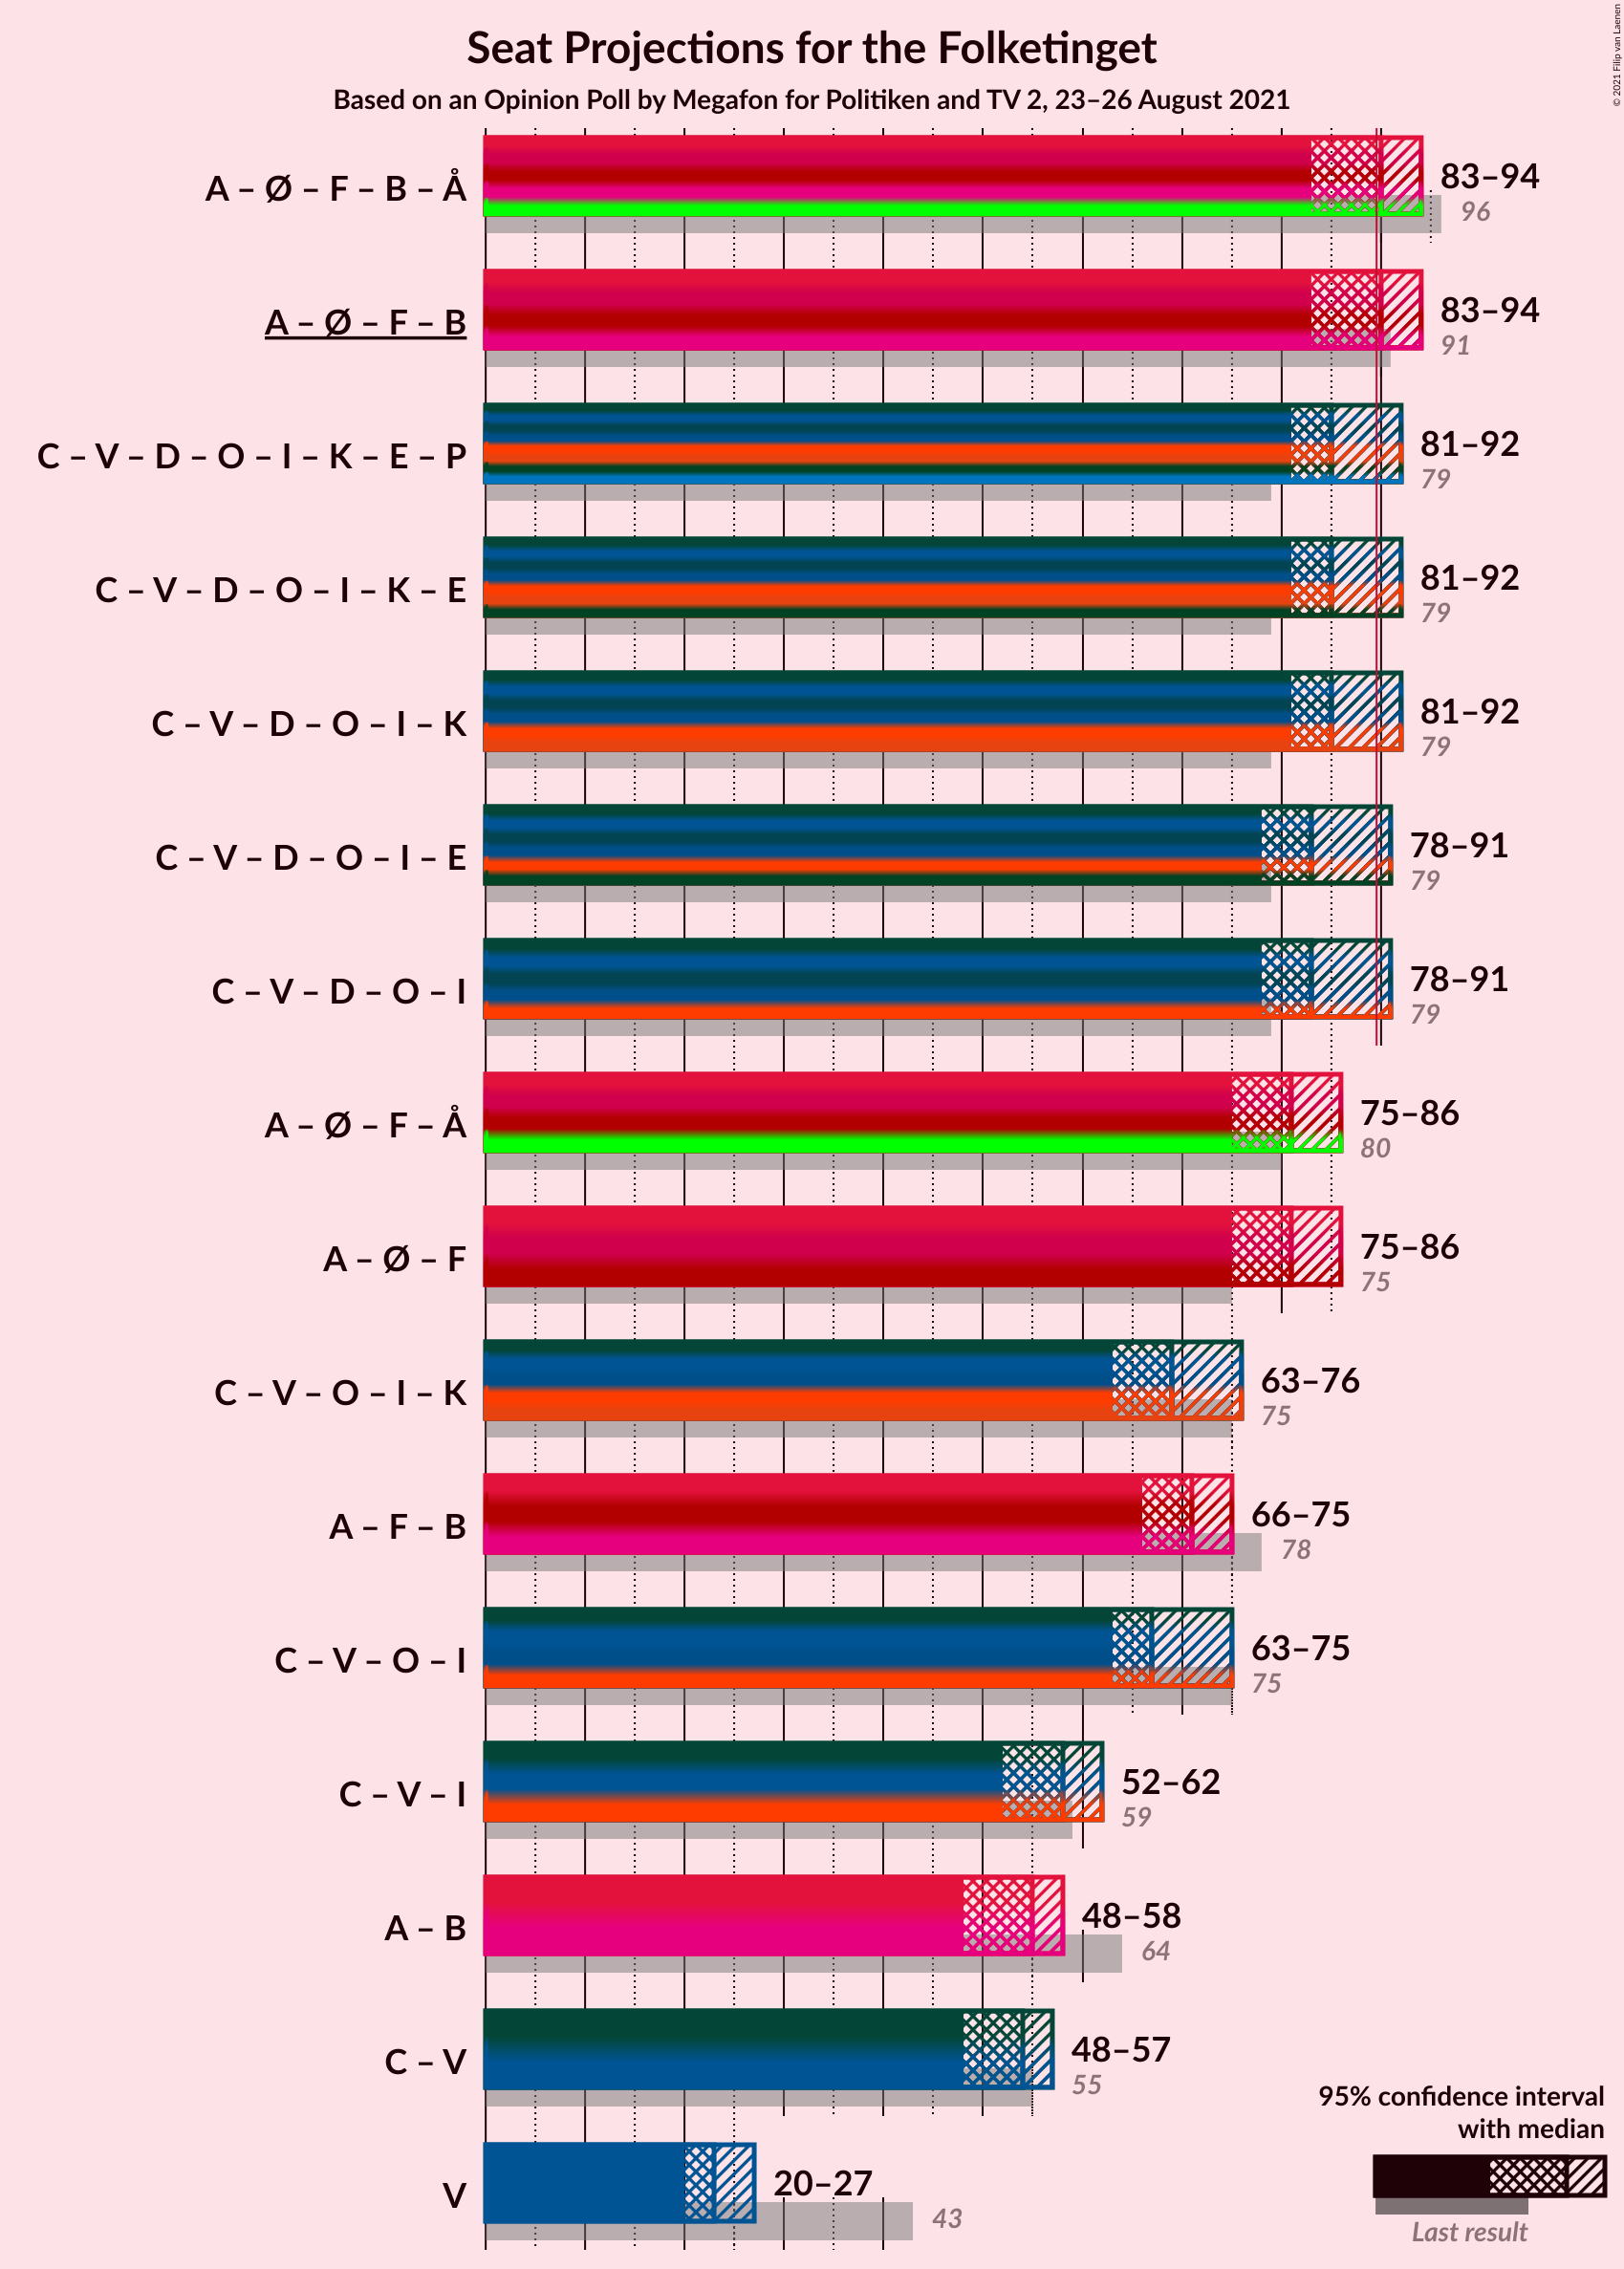 Seat Projections for the Folketinget
Based on an Opinion Poll by Megafon for Politiken and TV 2, 23–26 August 2021
© 2021 Filip van Laenen
A – Ø – F – B – Å
83–94
96
A – Ø – F – B
83–94
91
C – V – D – O – I – K – E – P
81–92
79
C – V – D – O – I – K – E
81–92
79
C – V – D – O – I – K
81–92
79
C – V – D – O – I – E
78–91
79
C – V – D – O – I
78–91
79
A – Ø – F – Å
75–86
80
A – Ø – F
75–86
75
C – V – O – I – K
63–76
75
A – F – B
66–75
78
C – V – O – I
63–75
75
C – V – I
52–62
59
A – B
48–58
64
C – V
48–57
55
V
20–27
43
95% confidence interval
with median
Last result